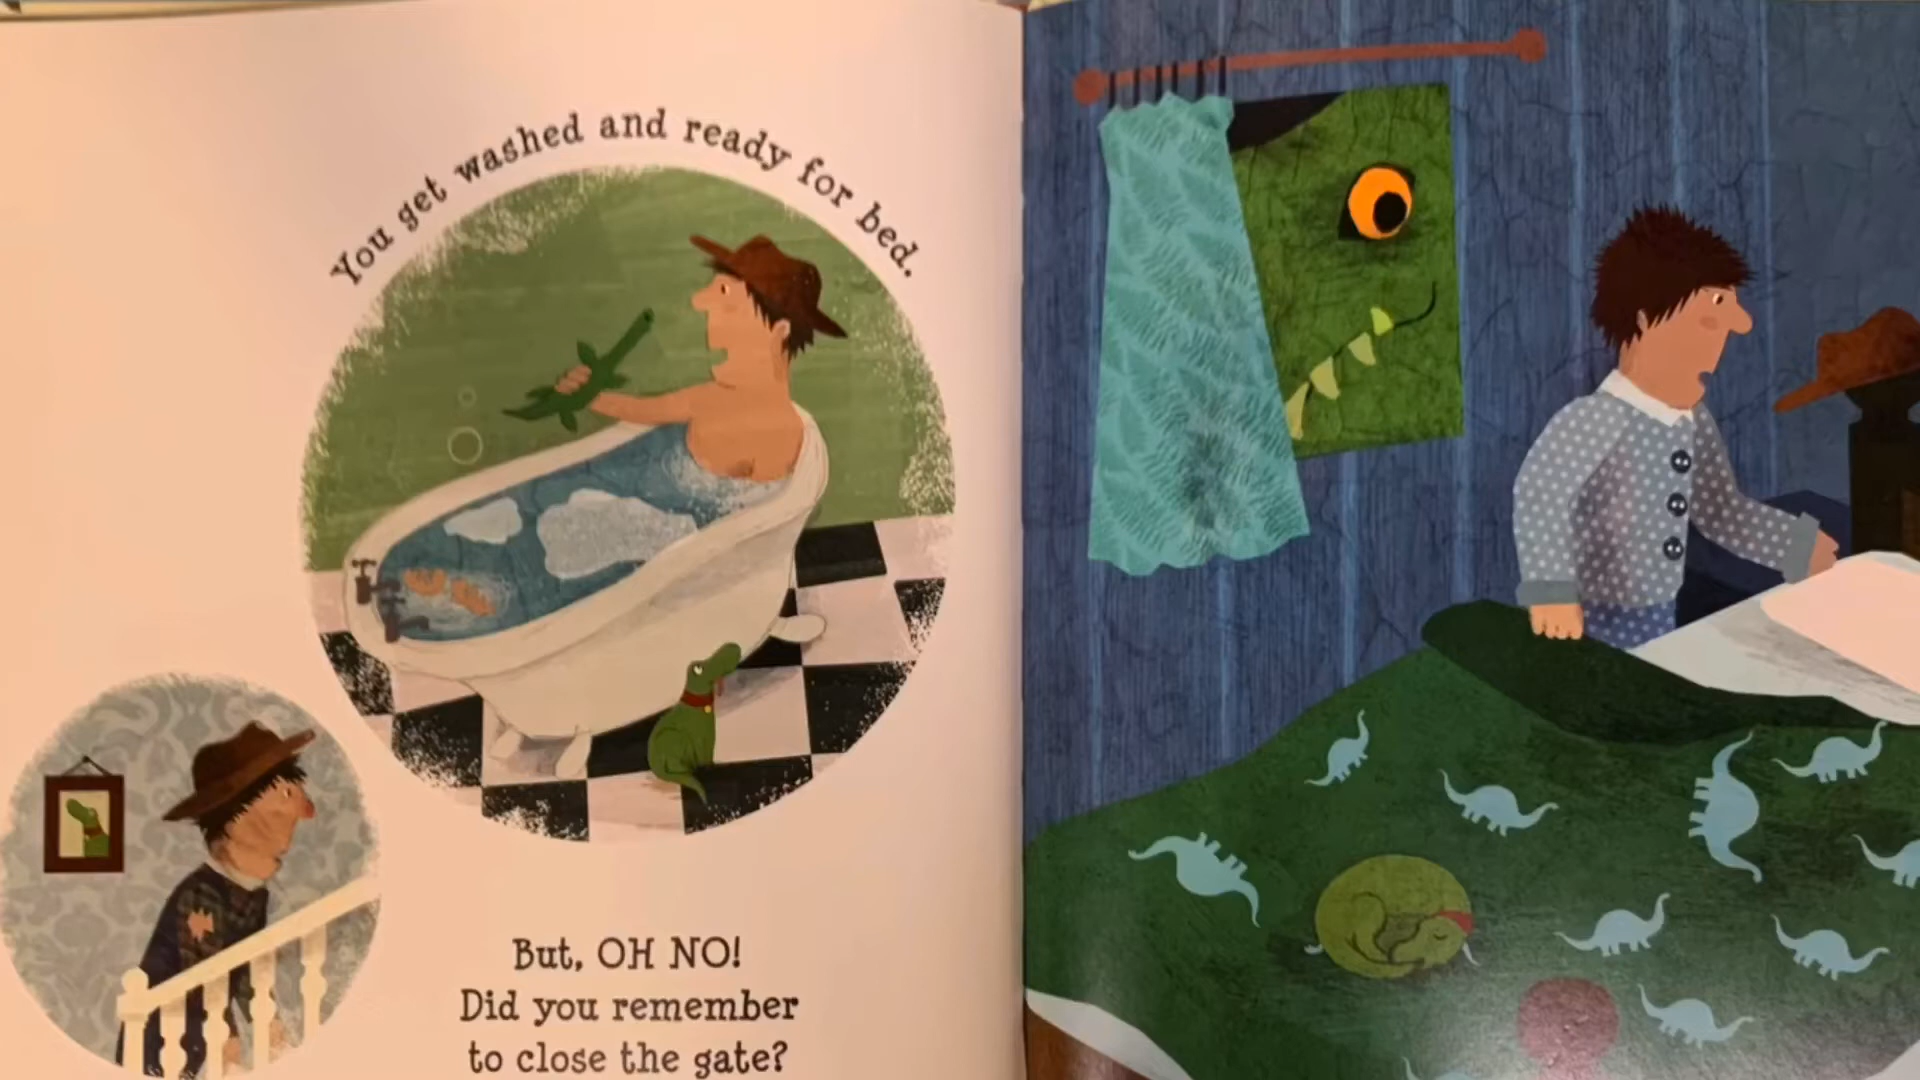 You get washed and ready for bed.
But, OH NO!
Did you remember
to close the gate?